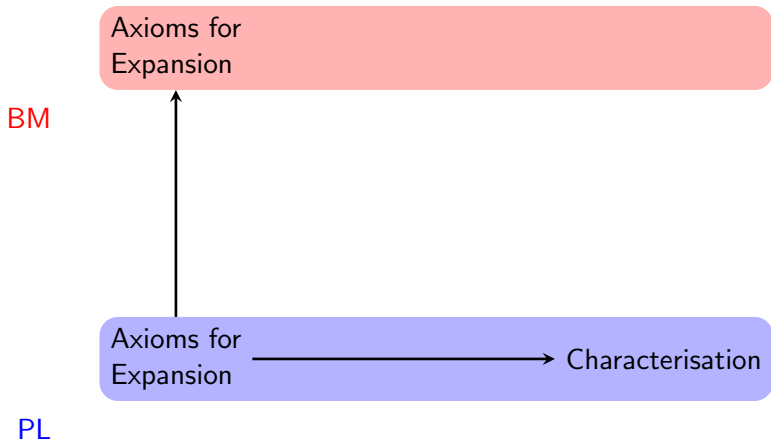 Axioms for
Expansion
BM
Axioms for
Expansion
Characterisation
PL